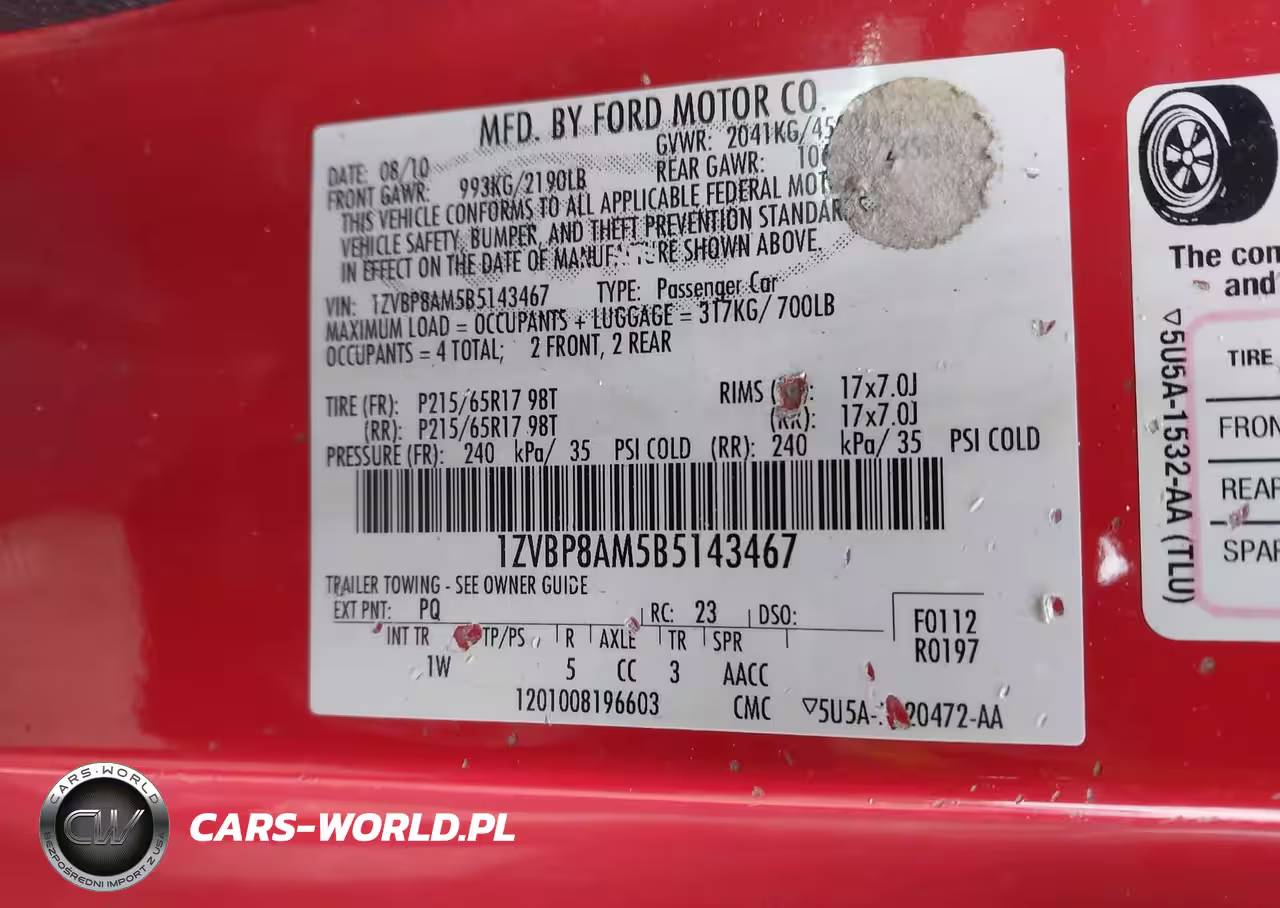 MFD. BY FORD MOTOR CO.
DATE: 08/10
GVWR: 2041KG/45
FRONT GAWR: 993KG/2190LB
REAR GAWR: 10
THIS VEHICLE CONFORMS TO ALL APPLICABLE FEDERAL MOT
VEHICLE SAFETY, BUMPER, AND THEFT PREVENTION STANDAR
IN EFFECT ON THE DATE OF SHOWN ABOVE.
VIN: 1ZVBP8AM5B5143467 TYPE: Passenger Car
MAXIMUM LOAD = OCCUPANTS + LUGGAGE = 317KG/ 700LB
OCCUPANTS = 4 TOTAL; 2 FRONT, 2 REAR
TIRE (FR): P215/65R17 98T RIMS 17x7.0J
(RR): P215/65R17 98T (RR): 17x7.0J
PRESSURE (FR): 240 kPa/ 35 PSI COLD (RR): 240 kPa/ 35 PSI COLD
1ZVBP8AM5B5143467
TRAILER TOWING - SEE OWNER GUIDE
EXT PNT: PQ RC: 23 DSO:
F0112
R0197
INT TR TP/PS R AXLE TR SPR
1W 5 CC 3 AACC
1201008196603 CMC ▽5U5A- 20472-AA
The con
and
▽5U5A-1532-AA (TLU)
TIRE
FRON
REAR
SPAR
CARS-WORLD
CW
BEZPOŚREDNI IMPORT Z USA
CARS-WORLD.PL